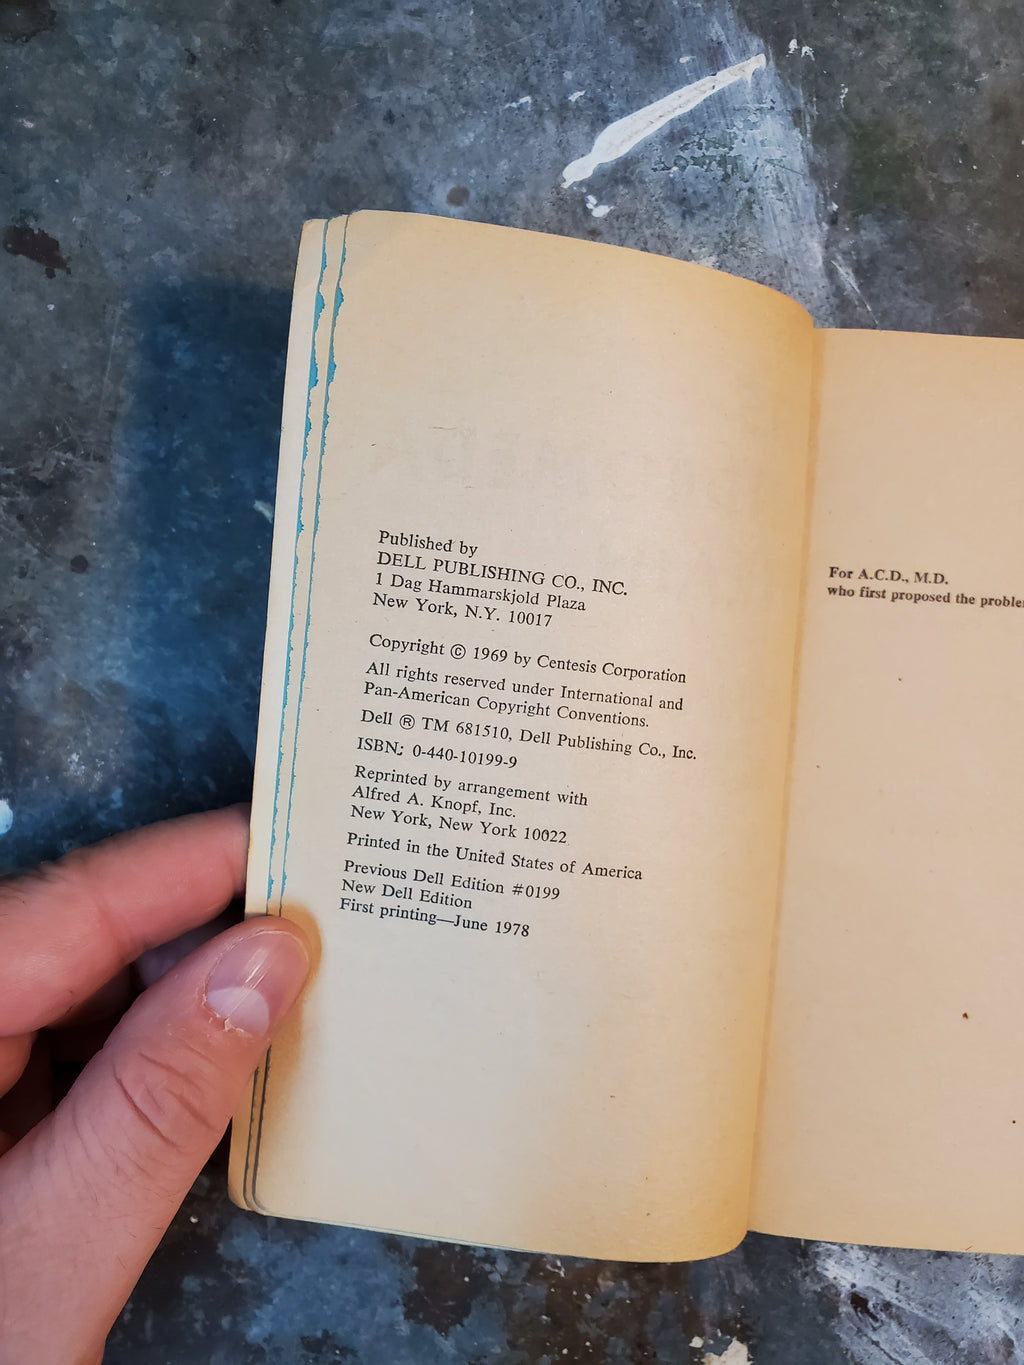 Published by
DELL PUBLISHING CO., INC.
1 Dag Hammarskjold Plaza
New York, N.Y. 10017
Copyright © 1969 by Centesis Corporation
All rights reserved under International and
Pan-American Copyright Conventions.
Dell ® TM 681510, Dell Publishing Co., Inc.
ISBN: 0-440-10199-9
Reprinted by arrangement with
Alfred A. Knopf, Inc.
New York, New York 10022
Printed in the United States of America
Previous Dell Edition #0199
New Dell Edition
First printing—June 1978
For A.C.D., M.D.
who first proposed the